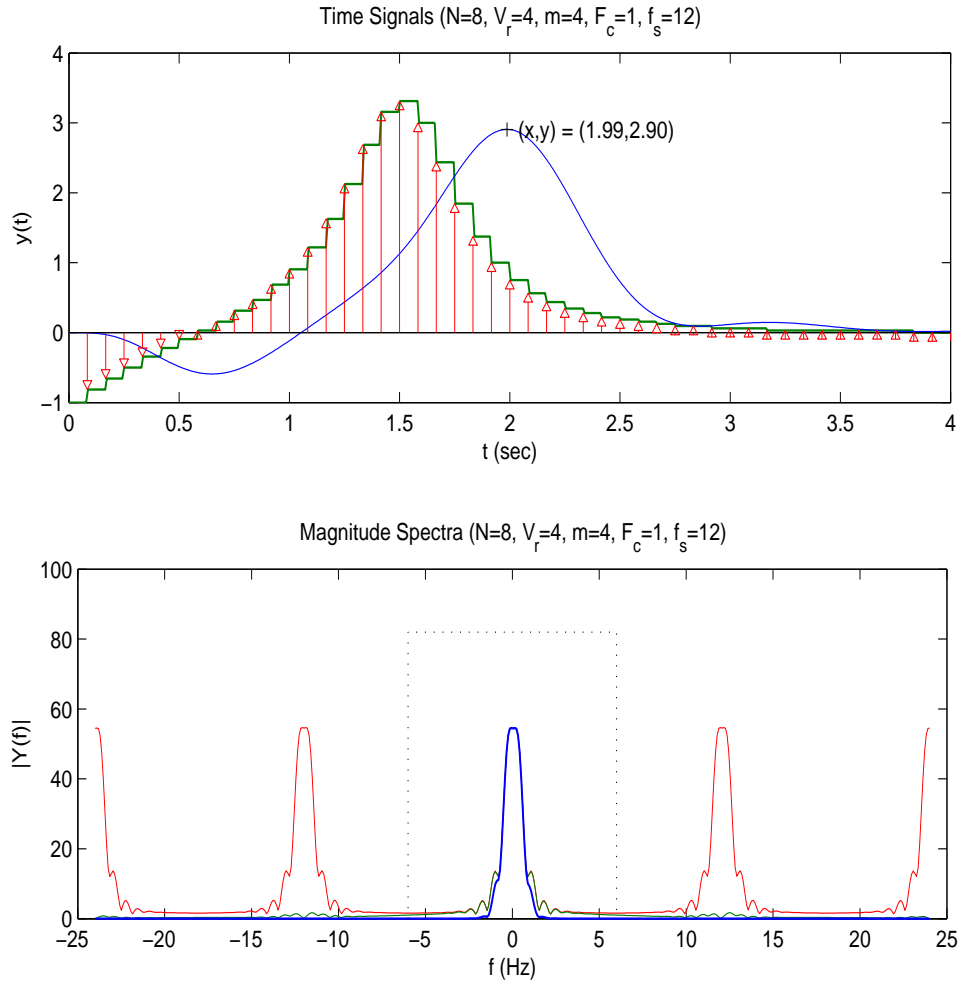 Time Signals (N=8, V_r=4, m=4, F_c=1, f_s=12)
4
3
2
1
0
−1
y(t)
(x,y) = (1.99,2.90)
0 0.5 1 1.5 2 2.5 3 3.5 4
t (sec)
Magnitude Spectra (N=8, V_r=4, m=4, F_c=1, f_s=12)
100
80
60
40
20
0
|Y(f)|
−25 −20 −15 −10 −5 0 5 10 15 20 25
f (Hz)